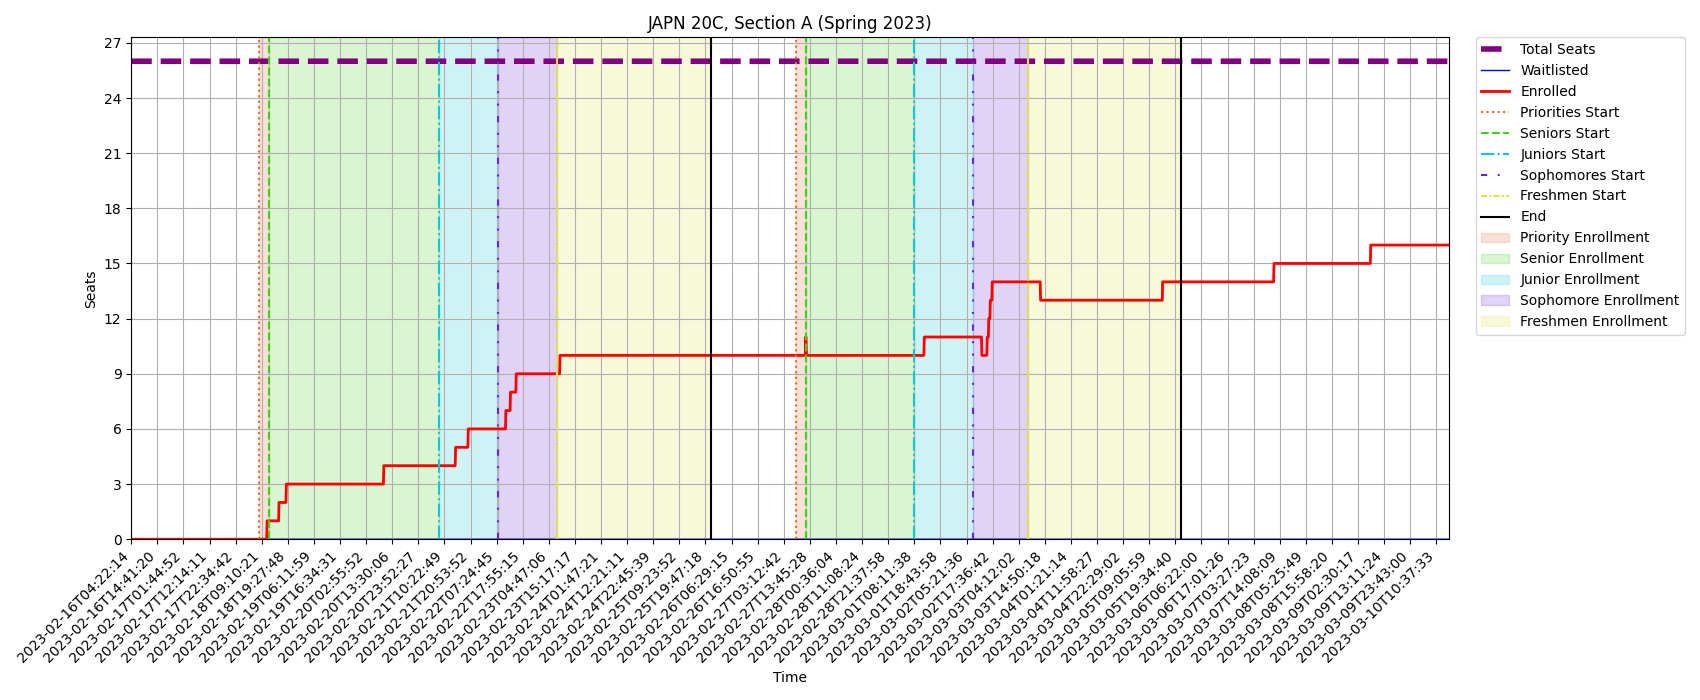 JAPN 20C, Section A (Spring 2023)
27
24
21
18
15
12
9
6
3
0
Seats
2023-02-16T04:22:14
2023-02-16T14:41:20
2023-02-17T01:44:52
2023-02-17T12:14:11
2023-02-17T22:34:42
2023-02-18T09:10:21
2023-02-18T19:27:48
2023-02-19T06:11:59
2023-02-19T16:34:31
2023-02-20T02:55:52
2023-02-20T13:30:06
2023-02-20T23:52:27
2023-02-21T10:22:49
2023-02-21T20:53:52
2023-02-22T07:24:45
2023-02-22T17:55:15
2023-02-23T04:47:06
2023-02-23T15:17:17
2023-02-24T01:47:21
2023-02-24T12:21:11
2023-02-24T22:45:39
2023-02-25T09:23:52
2023-02-25T19:47:18
2023-02-26T06:29:15
2023-02-26T16:50:55
2023-02-27T03:12:42
2023-02-27T13:45:28
2023-02-28T00:36:04
2023-02-28T11:08:24
2023-02-28T21:37:58
2023-03-01T08:11:38
2023-03-01T18:43:58
2023-03-02T05:21:36
2023-03-02T17:36:42
2023-03-03T04:12:02
2023-03-03T14:50:18
2023-03-04T01:21:14
2023-03-04T11:58:27
2023-03-04T22:29:02
2023-03-05T09:05:59
2023-03-05T19:34:40
2023-03-06T06:22:00
2023-03-06T17:01:26
2023-03-07T03:27:23
2023-03-07T14:08:09
2023-03-08T05:25:49
2023-03-08T15:58:20
2023-03-09T02:30:17
2023-03-09T13:11:24
2023-03-09T23:43:00
2023-03-10T10:37:33
Time
Total Seats
Waitlisted
Enrolled
Priorities Start
Seniors Start
Juniors Start
Sophomores Start
Freshmen Start
End
Priority Enrollment
Senior Enrollment
Junior Enrollment
Sophomore Enrollment
Freshmen Enrollment